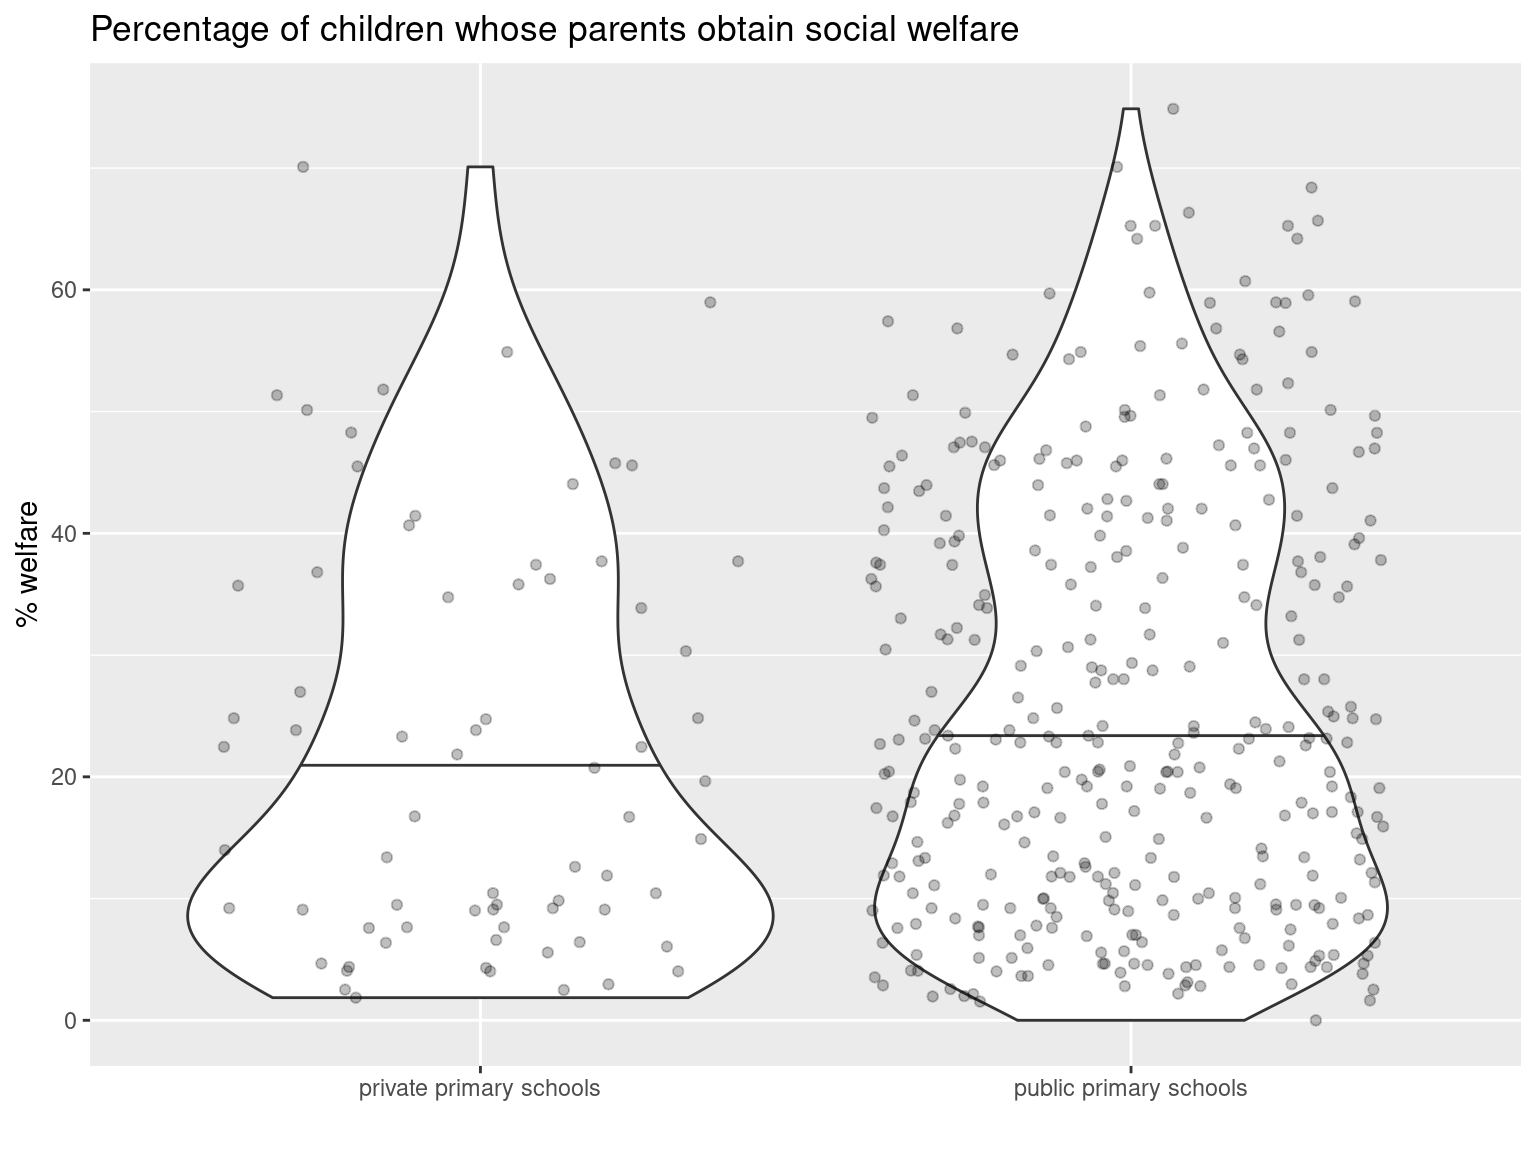 Percentage of children whose parents obtain social welfare
% welfare
60
40
20
0
private primary schools
public primary schools